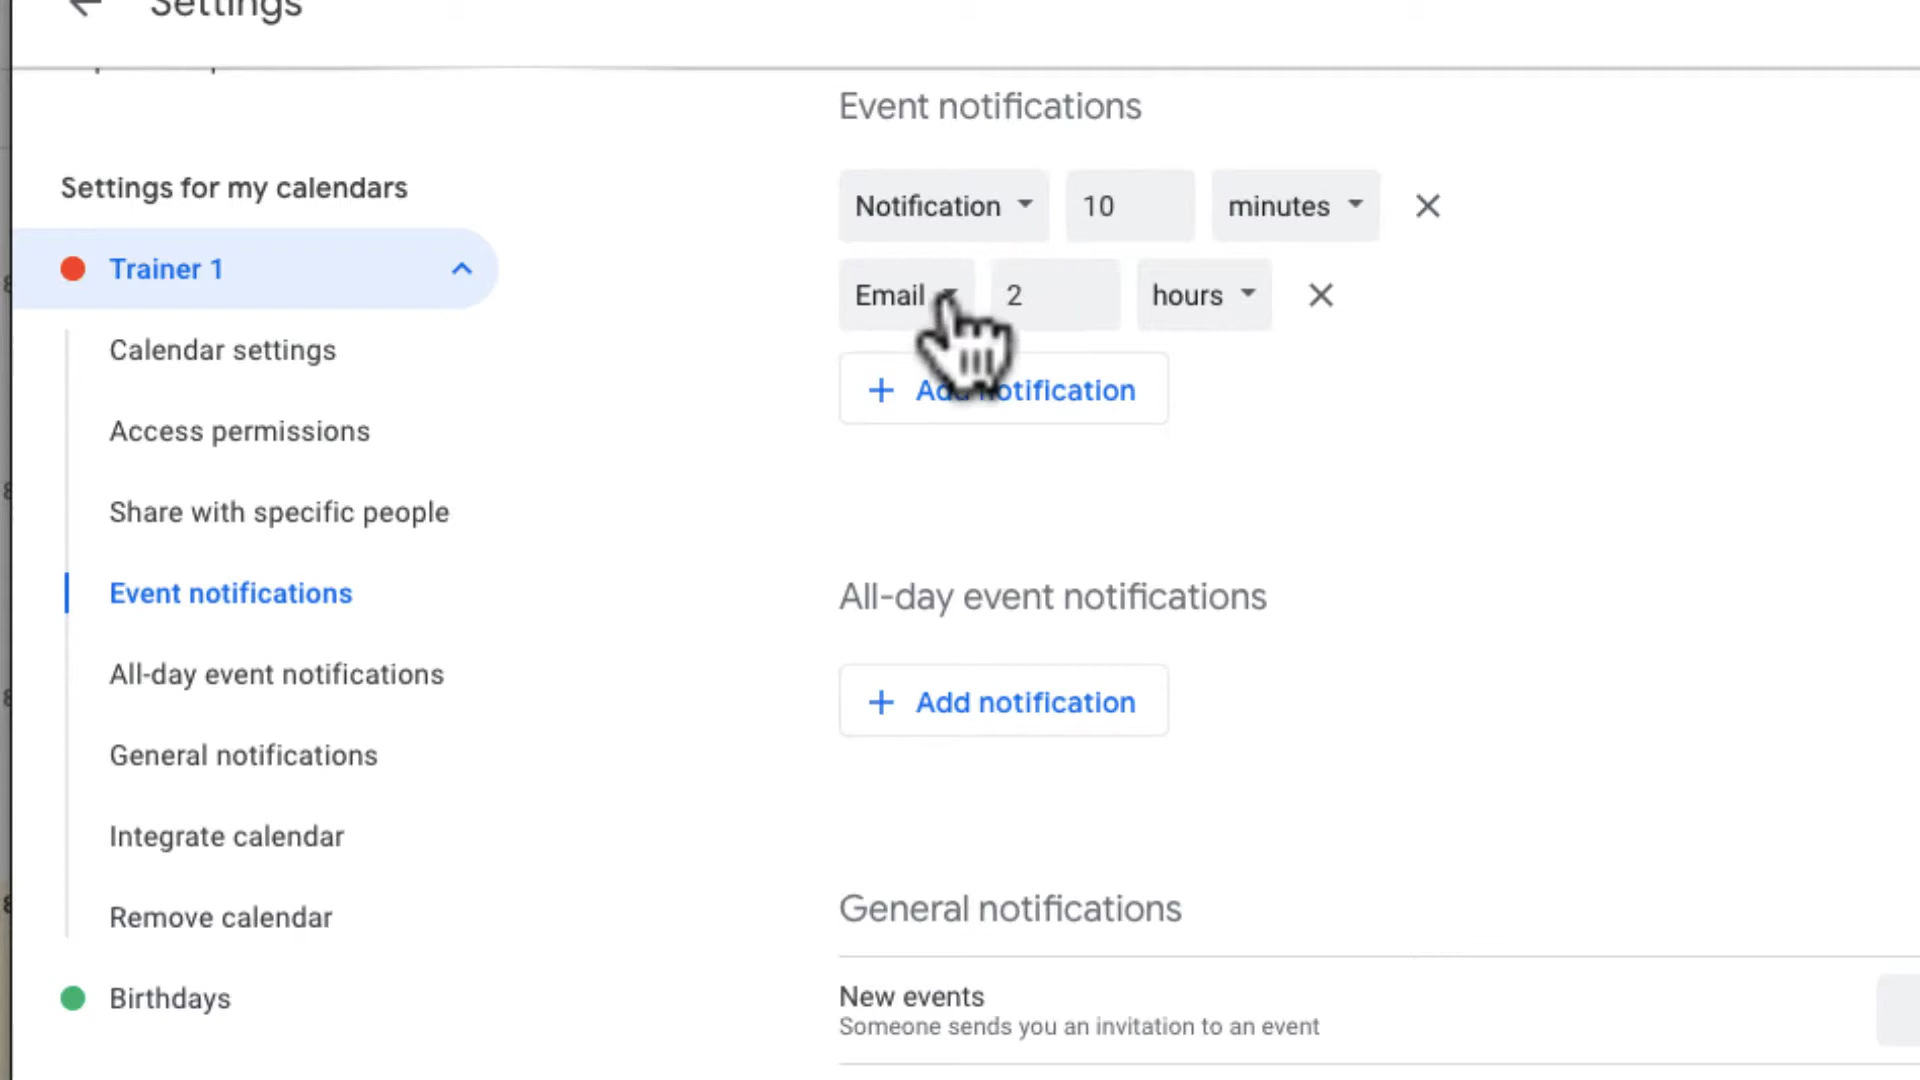 Settings
Settings for my calendars
Trainer 1
Calendar settings
Access permissions
Share with specific people
Event notifications
All-day event notifications
General notifications
Integrate calendar
Remove calendar
Birthdays
Event notifications
Notification 10 minutes
Email 2 hours
+ Add notification
All-day event notifications
+ Add notification
General notifications
New events
Someone sends you an invitation to an event